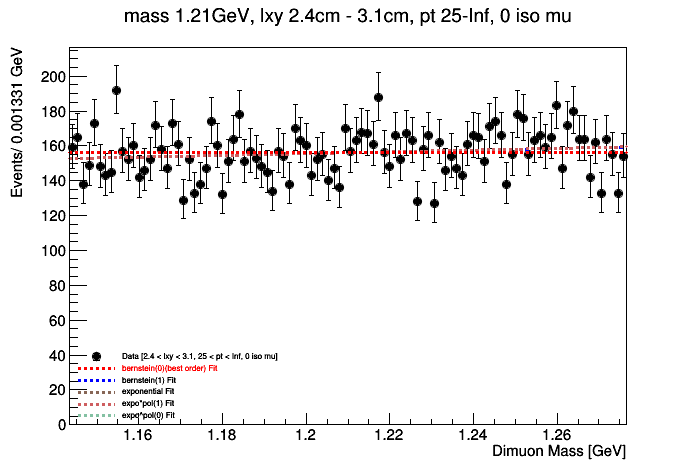 mass 1.21GeV, lxy 2.4cm - 3.1cm, pt 25-Inf, 0 iso mu
Events/ 0.001331 GeV
200
180
160
140
120
100
80
60
40
20
0
Data [2.4 < lxy < 3.1, 25 < pt < Inf, 0 iso mu]
bernstein(0)(best order) Fit
bernstein(1) Fit
exponential Fit
expo*pol(1) Fit
expo*pol(0) Fit
1.16 1.18 1.2 1.22 1.24 1.26
Dimuon Mass [GeV]